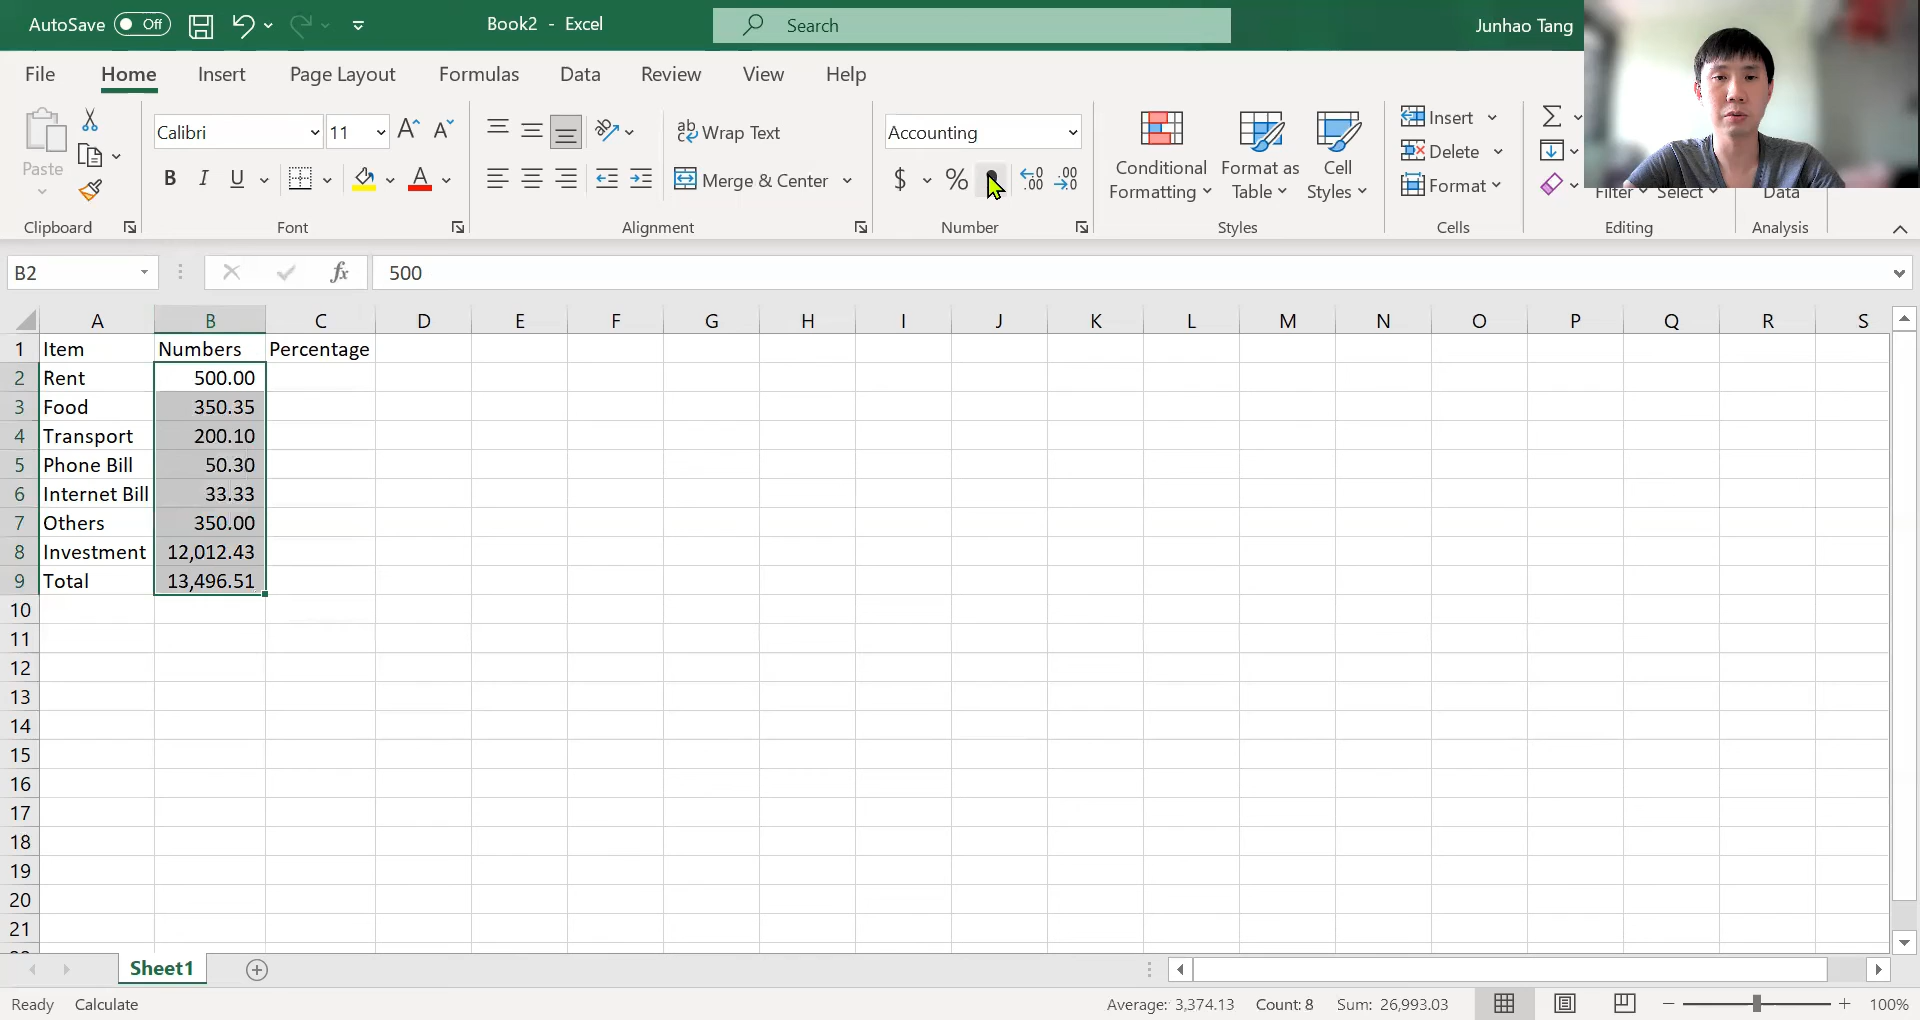 AutoSave Off Book2 - Excel Search Junhao Tang
File Home Insert Page Layout Formulas Data Review View Help
Paste Calibri 11 Wrap Text Accounting Conditional Formatting Format as Table Cell Styles Insert
Merge & Center $ % Delete
Format Filter Select Data
Clipboard Font Alignment Number Styles Cells Editing Analysis
B2 fx 500
A B C D E F G H I J K L M N O P Q R S
1 Item Numbers Percentage
2 Rent 500.00
3 Food 350.35
4 Transport 200.10
5 Phone Bill 50.30
6 Internet Bill 33.33
7 Others 350.00
8 Investment 12,012.43
9 Total 13,496.51
10
11
12
13
14
15
16
17
18
19
20
21
Sheet1
Ready Calculate Average: 3,374.13 Count: 8 Sum: 26,993.03 100%